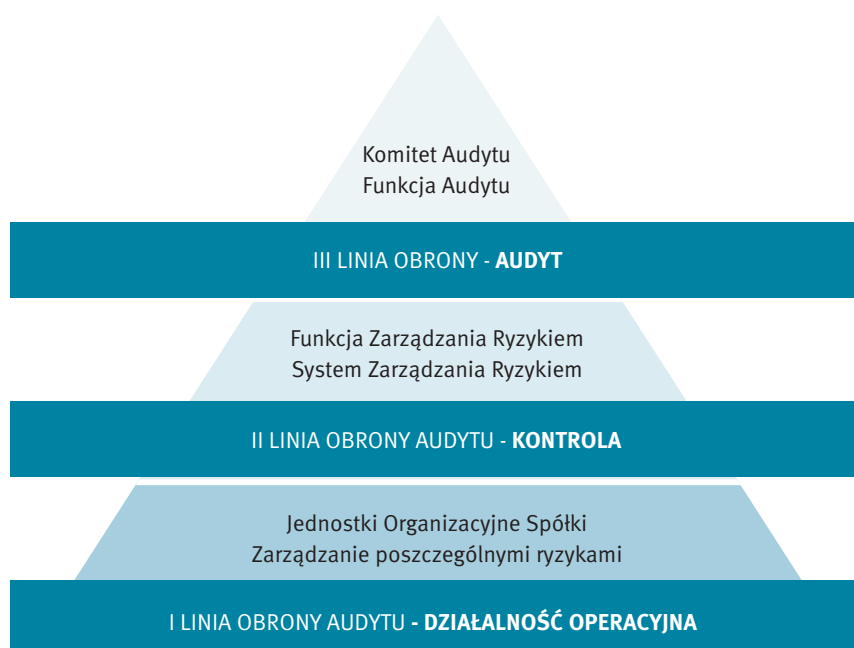 Komitet Audytu
Funkcja Audytu
III LINIA OBRONY - AUDYT
Funkcja Zarządzania Ryzykiem
System Zarządzania Ryzykiem
II LINIA OBRONY AUDYTU - KONTROLA
Jednostki Organizacyjne Spółki
Zarządzanie poszczególnymi ryzykami
I LINIA OBRONY AUDYTU - DZIAŁALNOŚĆ OPERACYJNA